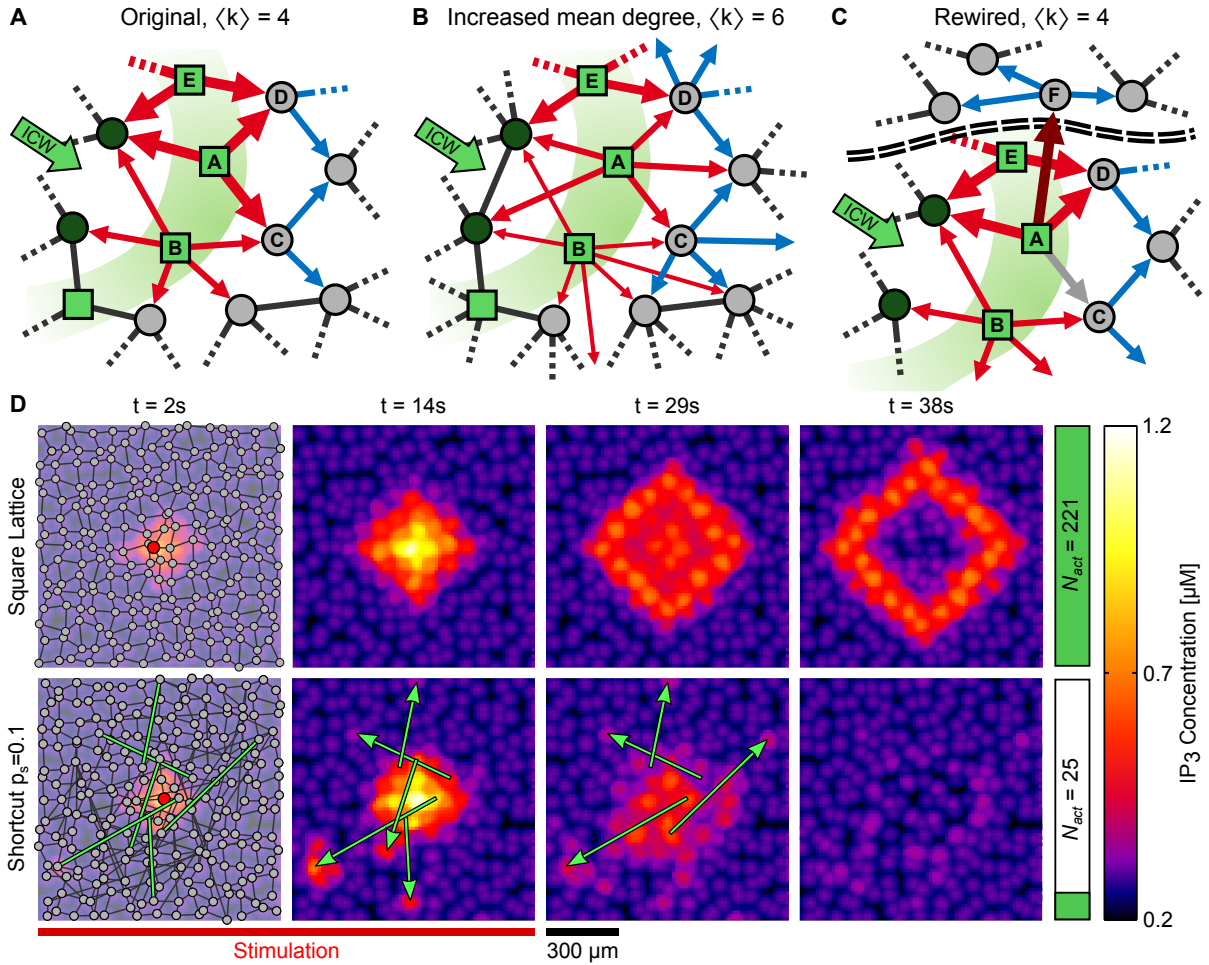 A
Original, ⟨k⟩ = 4
B
Increased mean degree, ⟨k⟩ = 6
C
Rewired, ⟨k⟩ = 4
E
D
ICW
A
B
C
E
D
ICW
A
B
C
F
E
D
ICW
A
B
C
D
t = 2s
t = 14s
t = 29s
t = 38s
Square Lattice
N_act = 221
Shortcut p_s=0.1
N_act = 25
1.2
0.7
0.2
IP₃ Concentration [µM]
Stimulation
300 µm